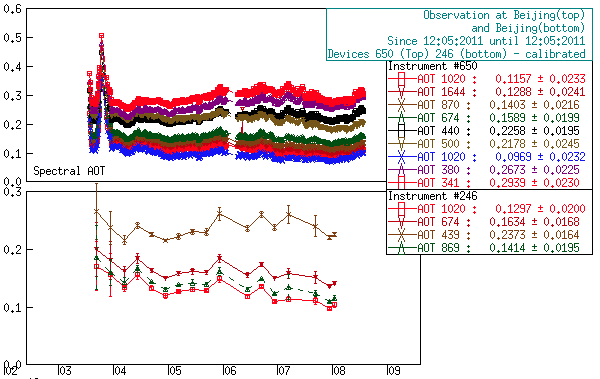 Observation at Beijing(top)
and Beijing(bottom)
Since 12:05:2011 until 12:05:2011
Devices 650 (Top) 246 (bottom) - calibrated
Instrument #650
AOT 1020 : 0.1157 ± 0.0233
AOT 1644 : 0.1288 ± 0.0241
AOT 870 : 0.1403 ± 0.0216
AOT 674 : 0.1589 ± 0.0199
AOT 440 : 0.2258 ± 0.0195
AOT 500 : 0.2178 ± 0.0245
AOT 1020 : 0.0969 ± 0.0232
AOT 380 : 0.2673 ± 0.0225
AOT 341 : 0.2939 ± 0.0230
Instrument #246
AOT 1020 : 0.1297 ± 0.0200
AOT 674 : 0.1634 ± 0.0168
AOT 439 : 0.2373 ± 0.0164
AOT 869 : 0.1414 ± 0.0195
0.6
0.5
0.4
0.3
0.2
0.1
0.0
Spectral AOT
0.3
0.2
0.1
0.0
02 03 04 05 06 07 08 09